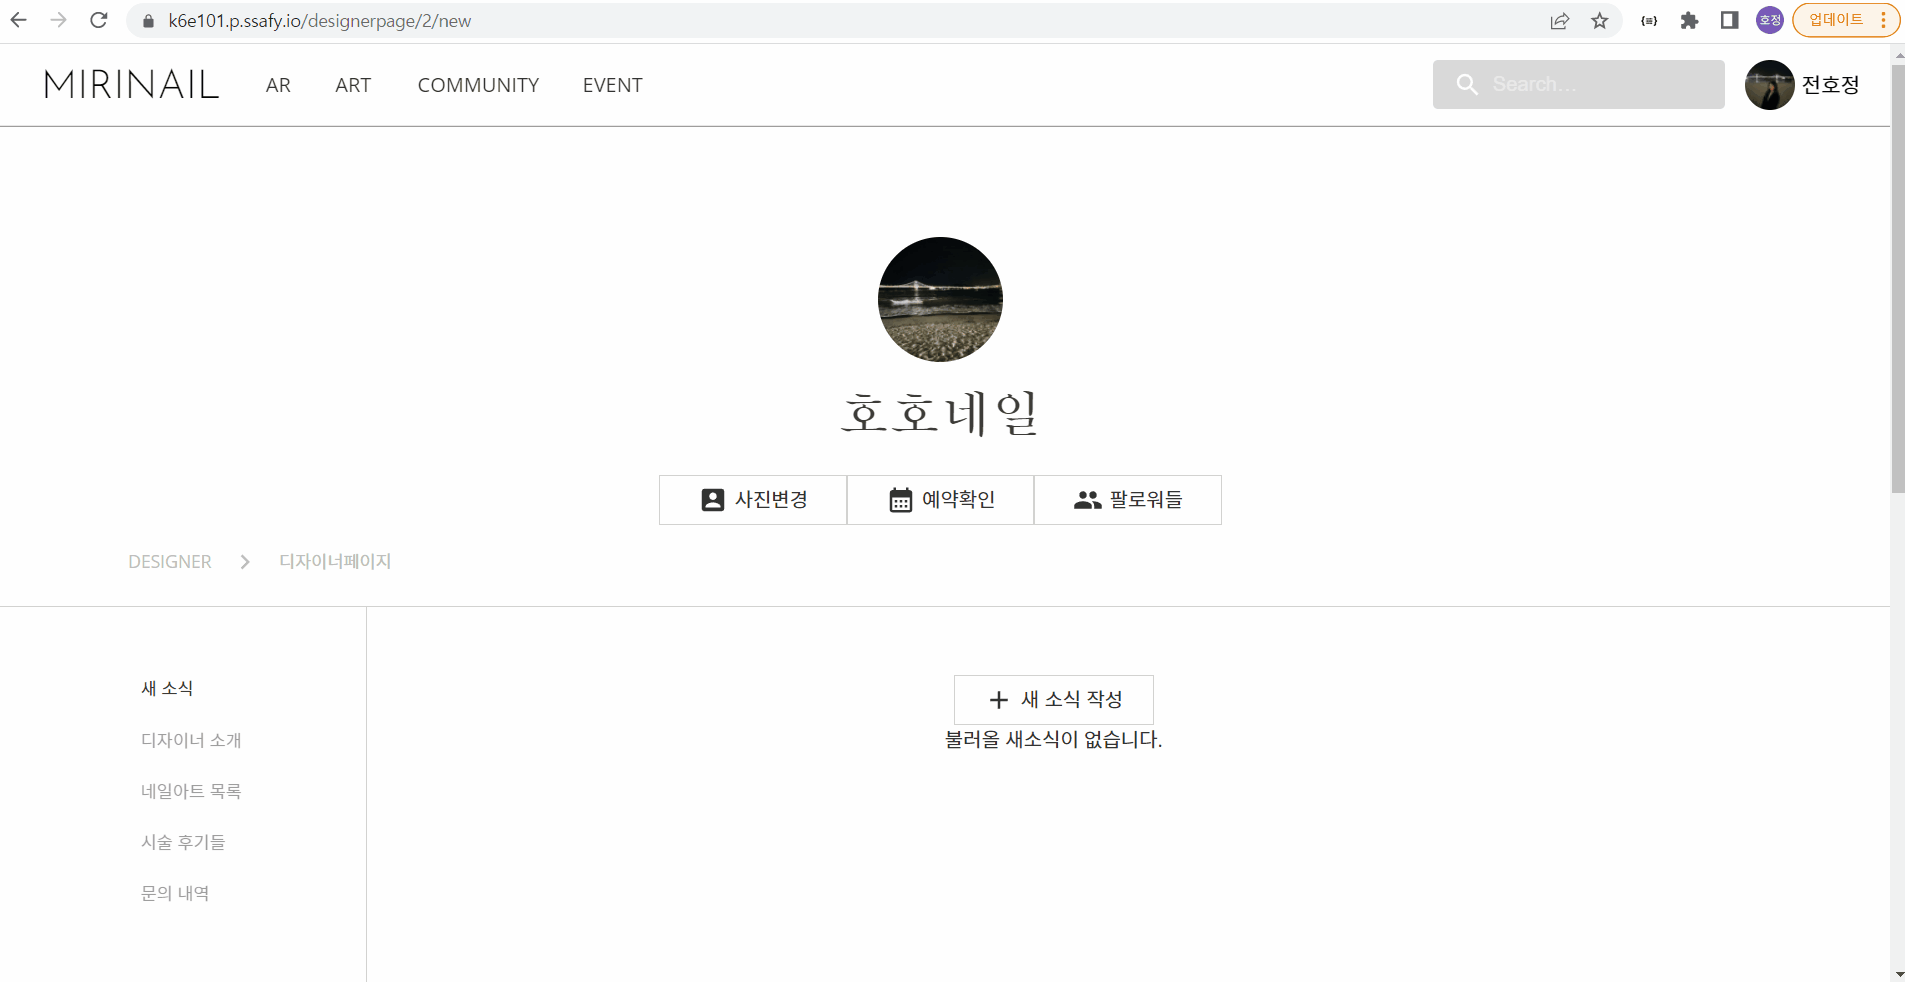 k6e101.p.ssafy.io/designerpage/2/new
호정
업데이트
MIRINAIL AR ART COMMUNITY EVENT
Search...
전호정
호호네일
사진변경 예약확인 팔로워들
DESIGNER > 디자이너페이지
새 소식
디자이너 소개
네일아트 목록
시술 후기들
문의 내역
+ 새 소식 작성
불러올 새소식이 없습니다.